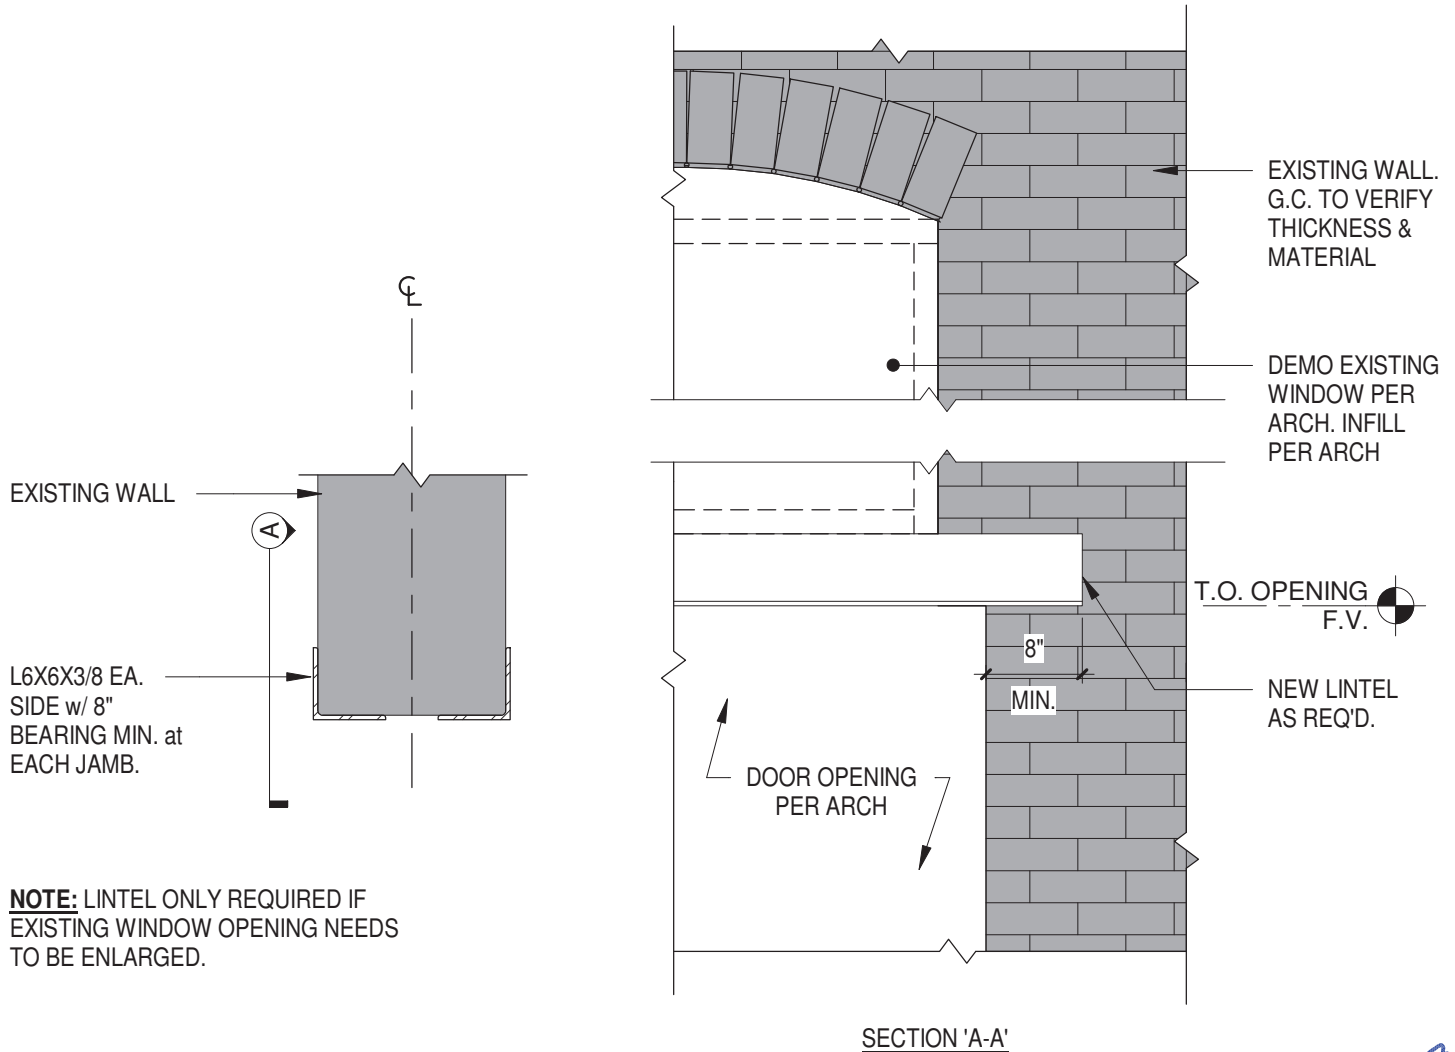 EXISTING WALL.
G.C. TO VERIFY
THICKNESS &
MATERIAL
DEMO EXISTING
WINDOW PER
ARCH. INFILL
PER ARCH
℄
EXISTING WALL
A
L6X6X3/8 EA.
SIDE w/ 8"
BEARING MIN. at
EACH JAMB.
T.O. OPENING
F.V.
8"
MIN.
NEW LINTEL
AS REQ'D.
DOOR OPENING
PER ARCH
NOTE: LINTEL ONLY REQUIRED IF
EXISTING WINDOW OPENING NEEDS
TO BE ENLARGED.
SECTION 'A-A'